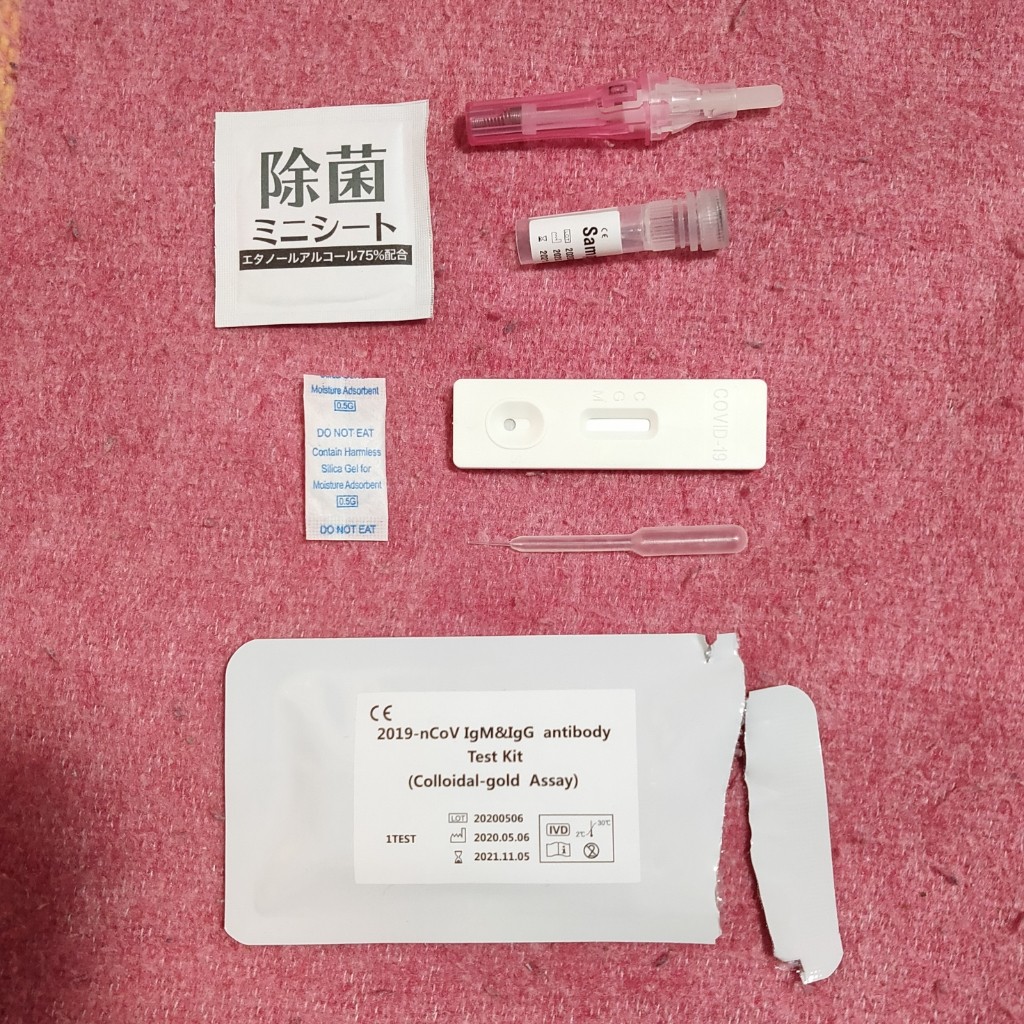 除菌
ミニシート
エタノールアルコール75%配合
CE
Sam
LOT
Moisture Adsorbent
0.5G
DO NOT EAT
Contain Harmless
Silica Gel for
Moisture Adsorbent
0.5G
DO NOT EAT
COVID-19
C
G
M
CE
2019-nCoV IgM&IgG antibody
Test Kit
(Colloidal-gold Assay)
1TEST
LOT 20200506
2020.05.06
2021.11.05
IVD
2℃ 30℃
i